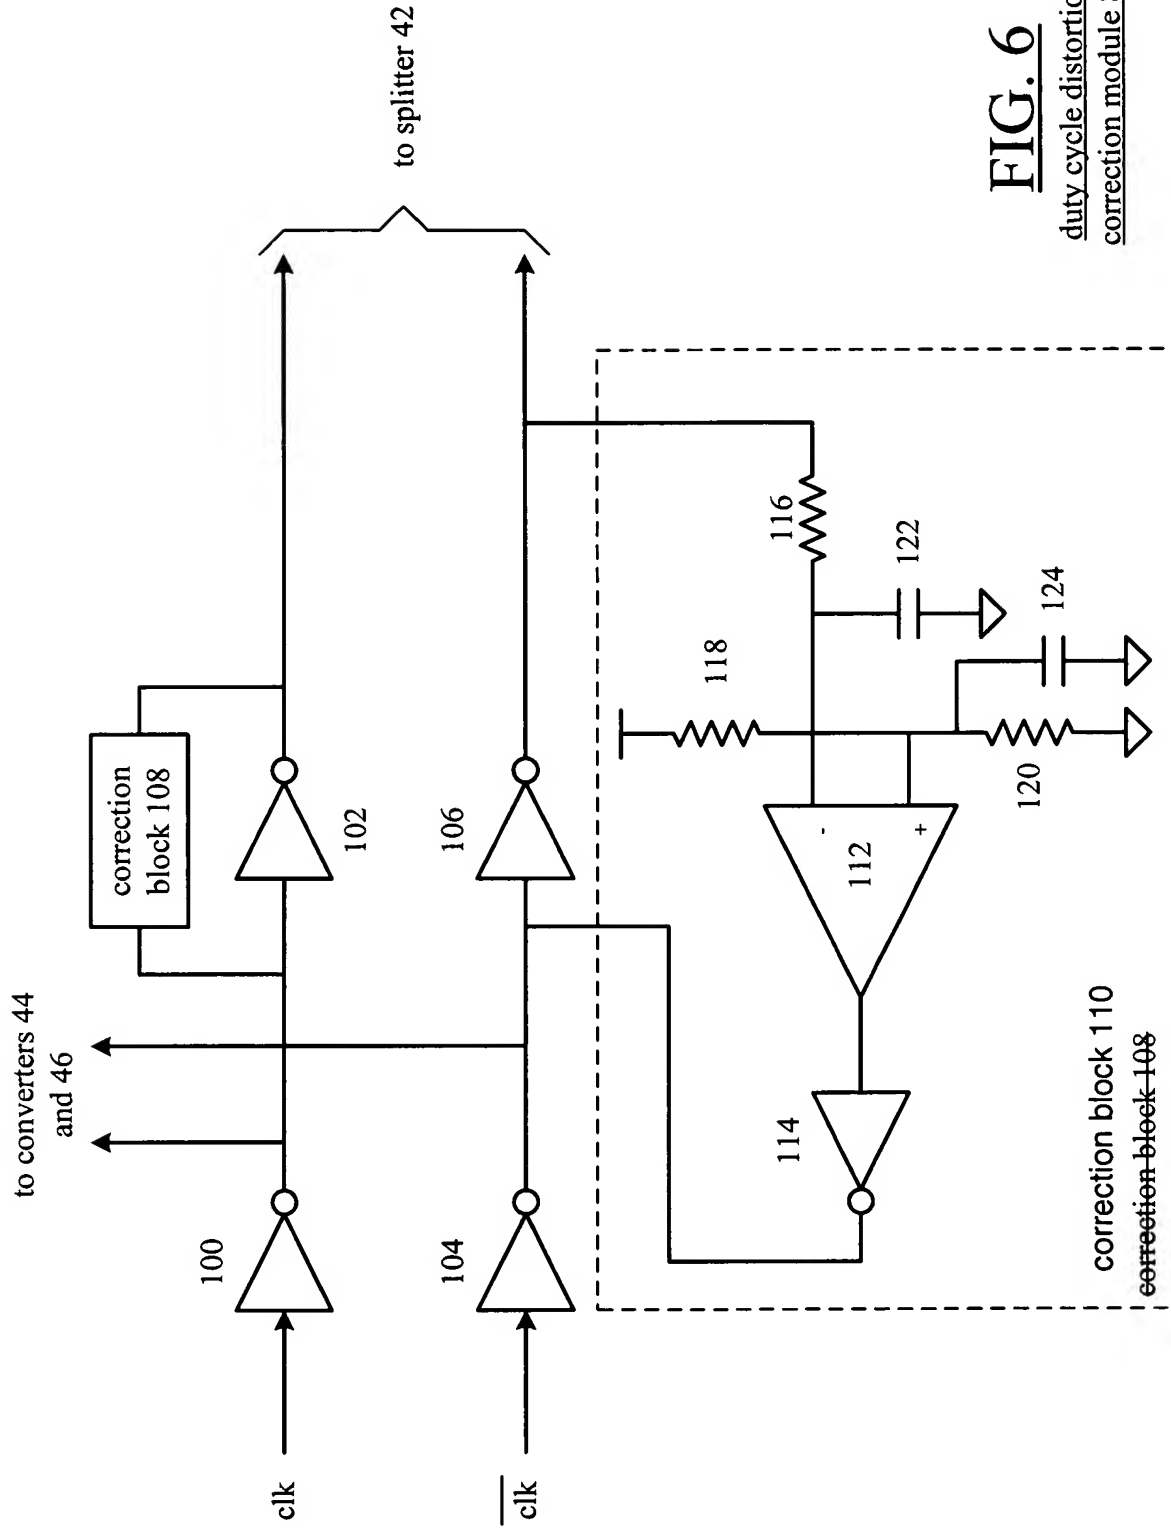 to converters 44
and 46
correction
block 108
to splitter 42
100
102
clk
104
106
clk
116
118
122
124
120
-
+
112
114
correction block 110
correction block 108
FIG. 6
duty cycle
correction module